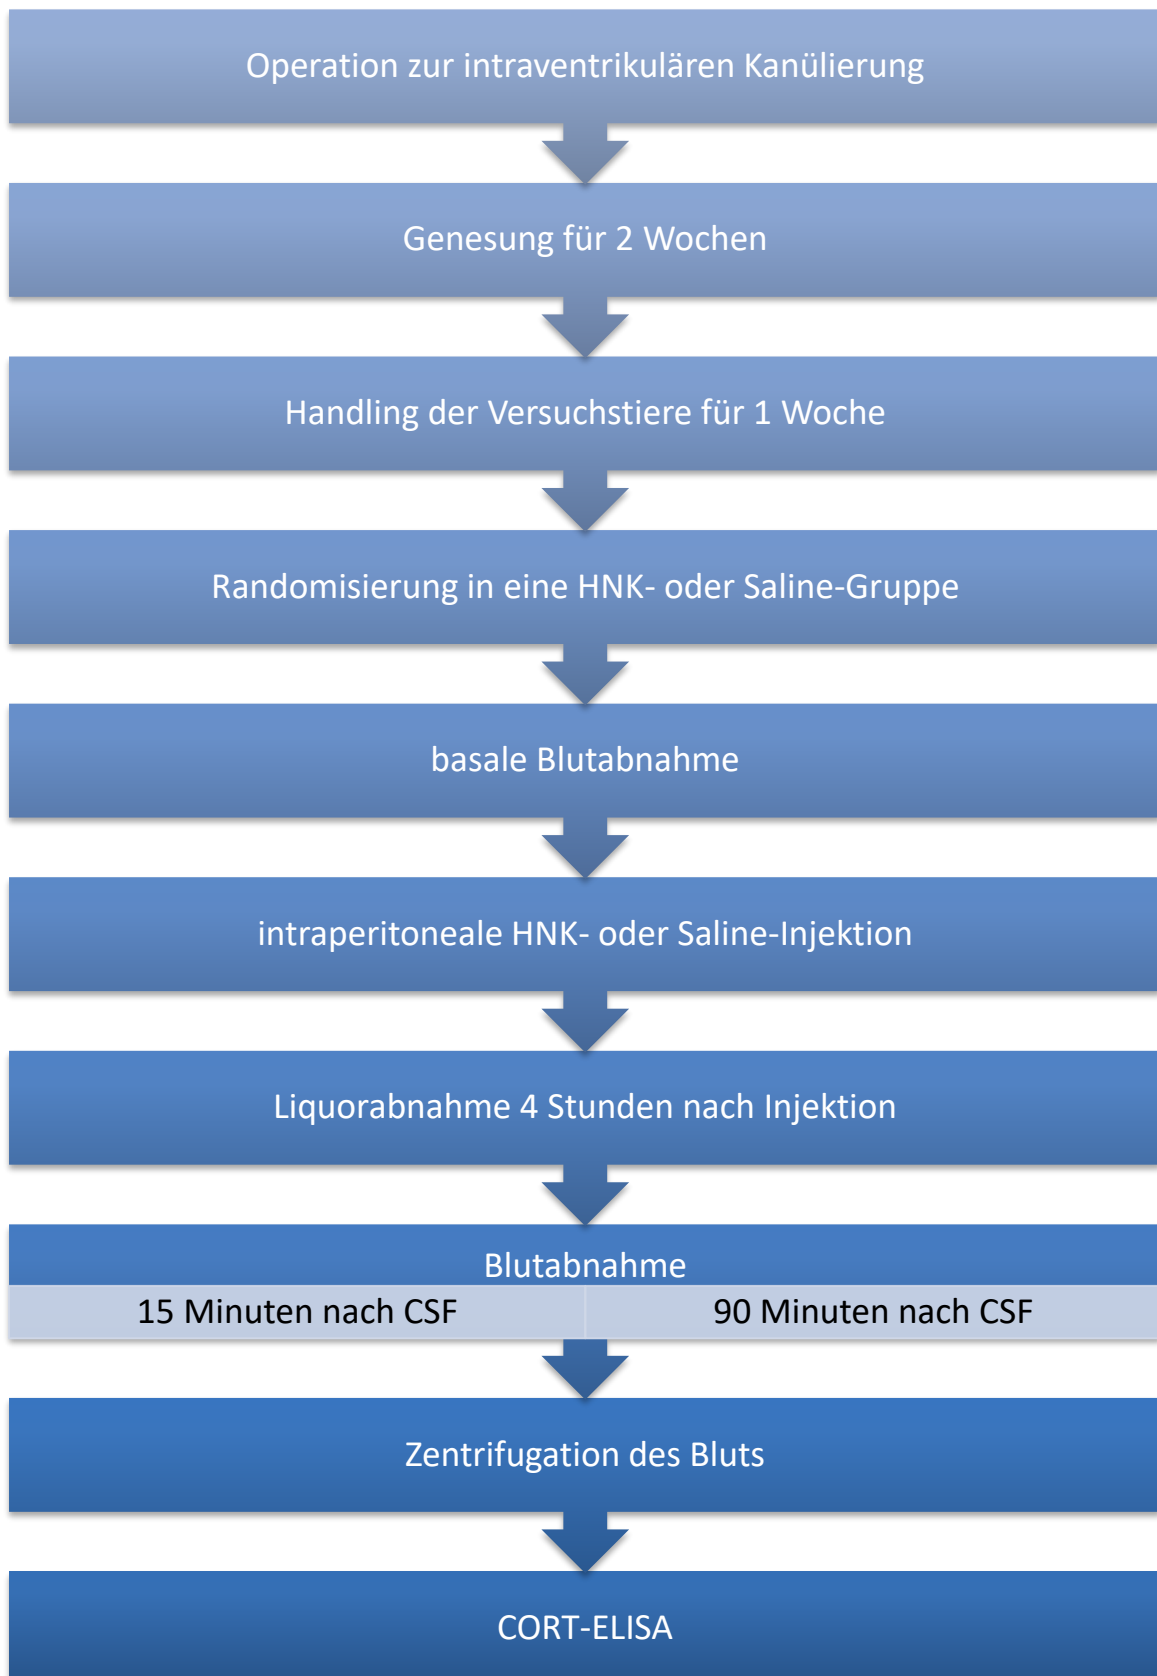 Operation zur intraventrikulären Kanülierung
Genesung für 2 Wochen
Handling der Versuchstiere für 1 Woche
Randomisierung in eine HNK- oder Saline-Gruppe
basale Blutabnahme
intraperitoneale HNK- oder Saline-Injektion
Liquorabnahme 4 Stunden nach Injektion
Blutabnahme
15 Minuten nach CSF
90 Minuten nach CSF
Zentrifugation des Bluts
CORT-ELISA